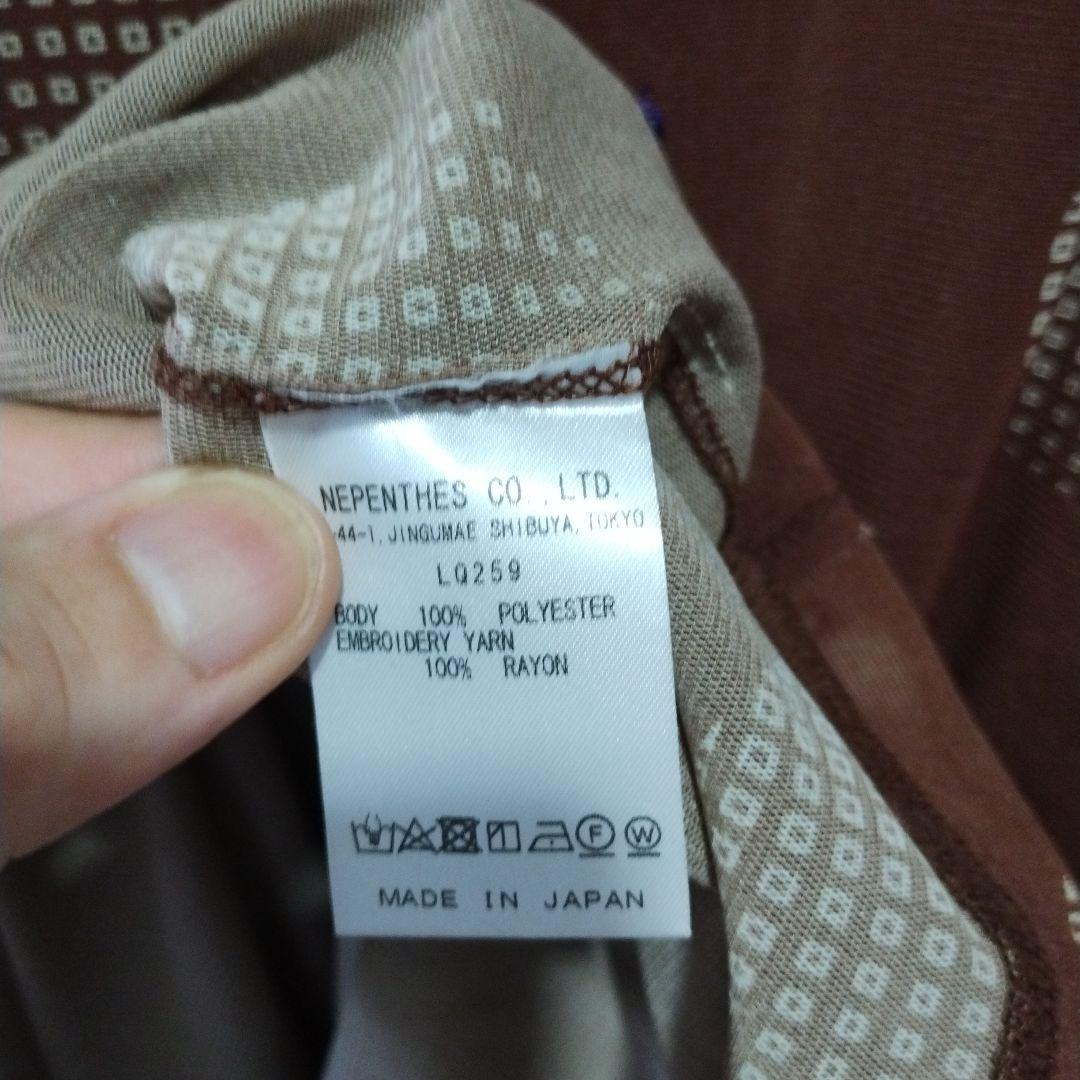 NEPENTHES CO.,LTD.
-44-1, JINGUMAE SHIBUYA, TOKYO
LQ259
BODY 100% POLYESTER
EMBROIDERY YARN
100% RAYON
F W
MADE IN JAPAN